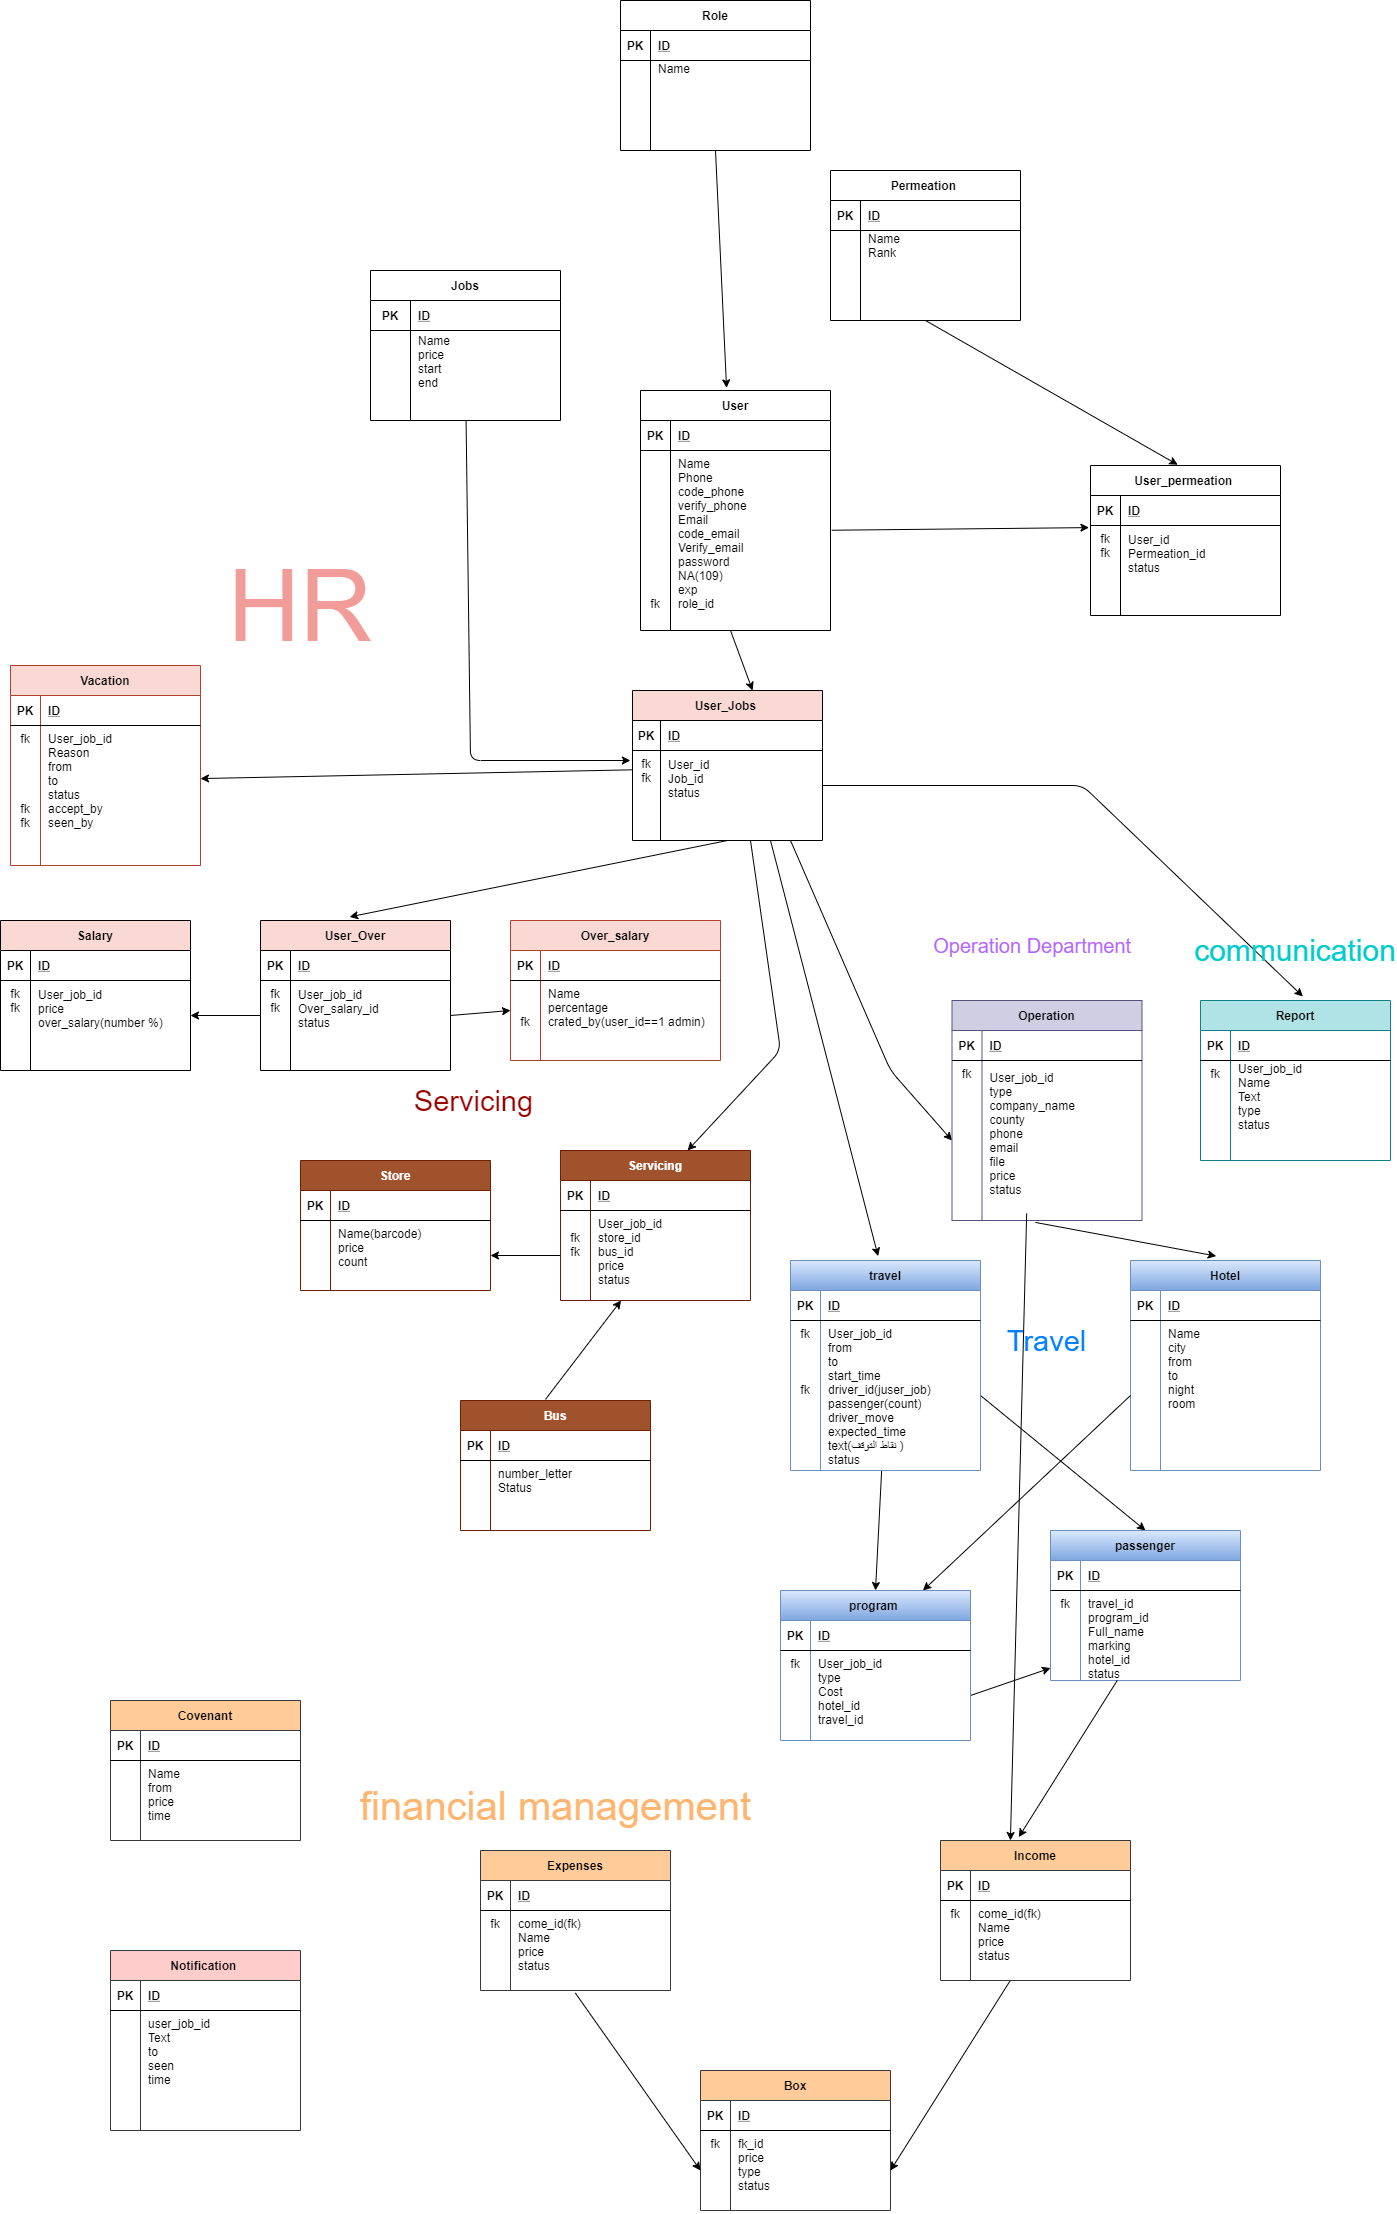 Role
PK ID
Name
Permeation
PK ID
Name
Rank
Jobs
PK ID
Name
price
start
end
User
PK ID
Name
Phone
code_phone
verify_phone
Email
code_email
Verify_email
password
NA(109)
exp
fk role_id
User_permeation
PK ID
fk User_id
fk Permeation_id
status
HR
Vacation
PK ID
fk User_job_id
Reason
from
to
status
fk accept_by
fk seen_by
User_Jobs
PK ID
fk User_id
fk Job_id
status
Salary
PK ID
fk User_job_id
fk price
over_salary(number %)
User_Over
PK ID
fk User_job_id
fk Over_salary_id
status
Over_salary
PK ID
Name
percentage
fk crated_by(user_id==1 admin)
Operation Department
communication
Operation
PK ID
fk User_job_id
type
company_name
county
phone
email
file
price
status
Report
PK ID
fk User_job_id
Name
Text
type
status
Servicing
Store
PK ID
Name(barcode)
price
count
Servicing
PK ID
User_job_id
fk store_id
fk bus_id
price
status
Bus
PK ID
number_letter
Status
travel
PK ID
fk User_job_id
from
to
start_time
fk driver_id(juser_job)
passenger(count)
driver_move
expected_time
text(نقاط التوقف )
status
Travel
Hotel
PK ID
Name
city
from
to
night
room
passenger
PK ID
fk travel_id
program_id
Full_name
marking
hotel_id
status
program
PK ID
fk User_job_id
type
Cost
hotel_id
travel_id
Covenant
PK ID
Name
from
price
time
financial management
Expenses
PK ID
fk come_id(fk)
Name
price
status
Income
PK ID
fk come_id(fk)
Name
price
status
Notification
PK ID
user_job_id
Text
to
seen
time
Box
PK ID
fk fk_id
price
type
status